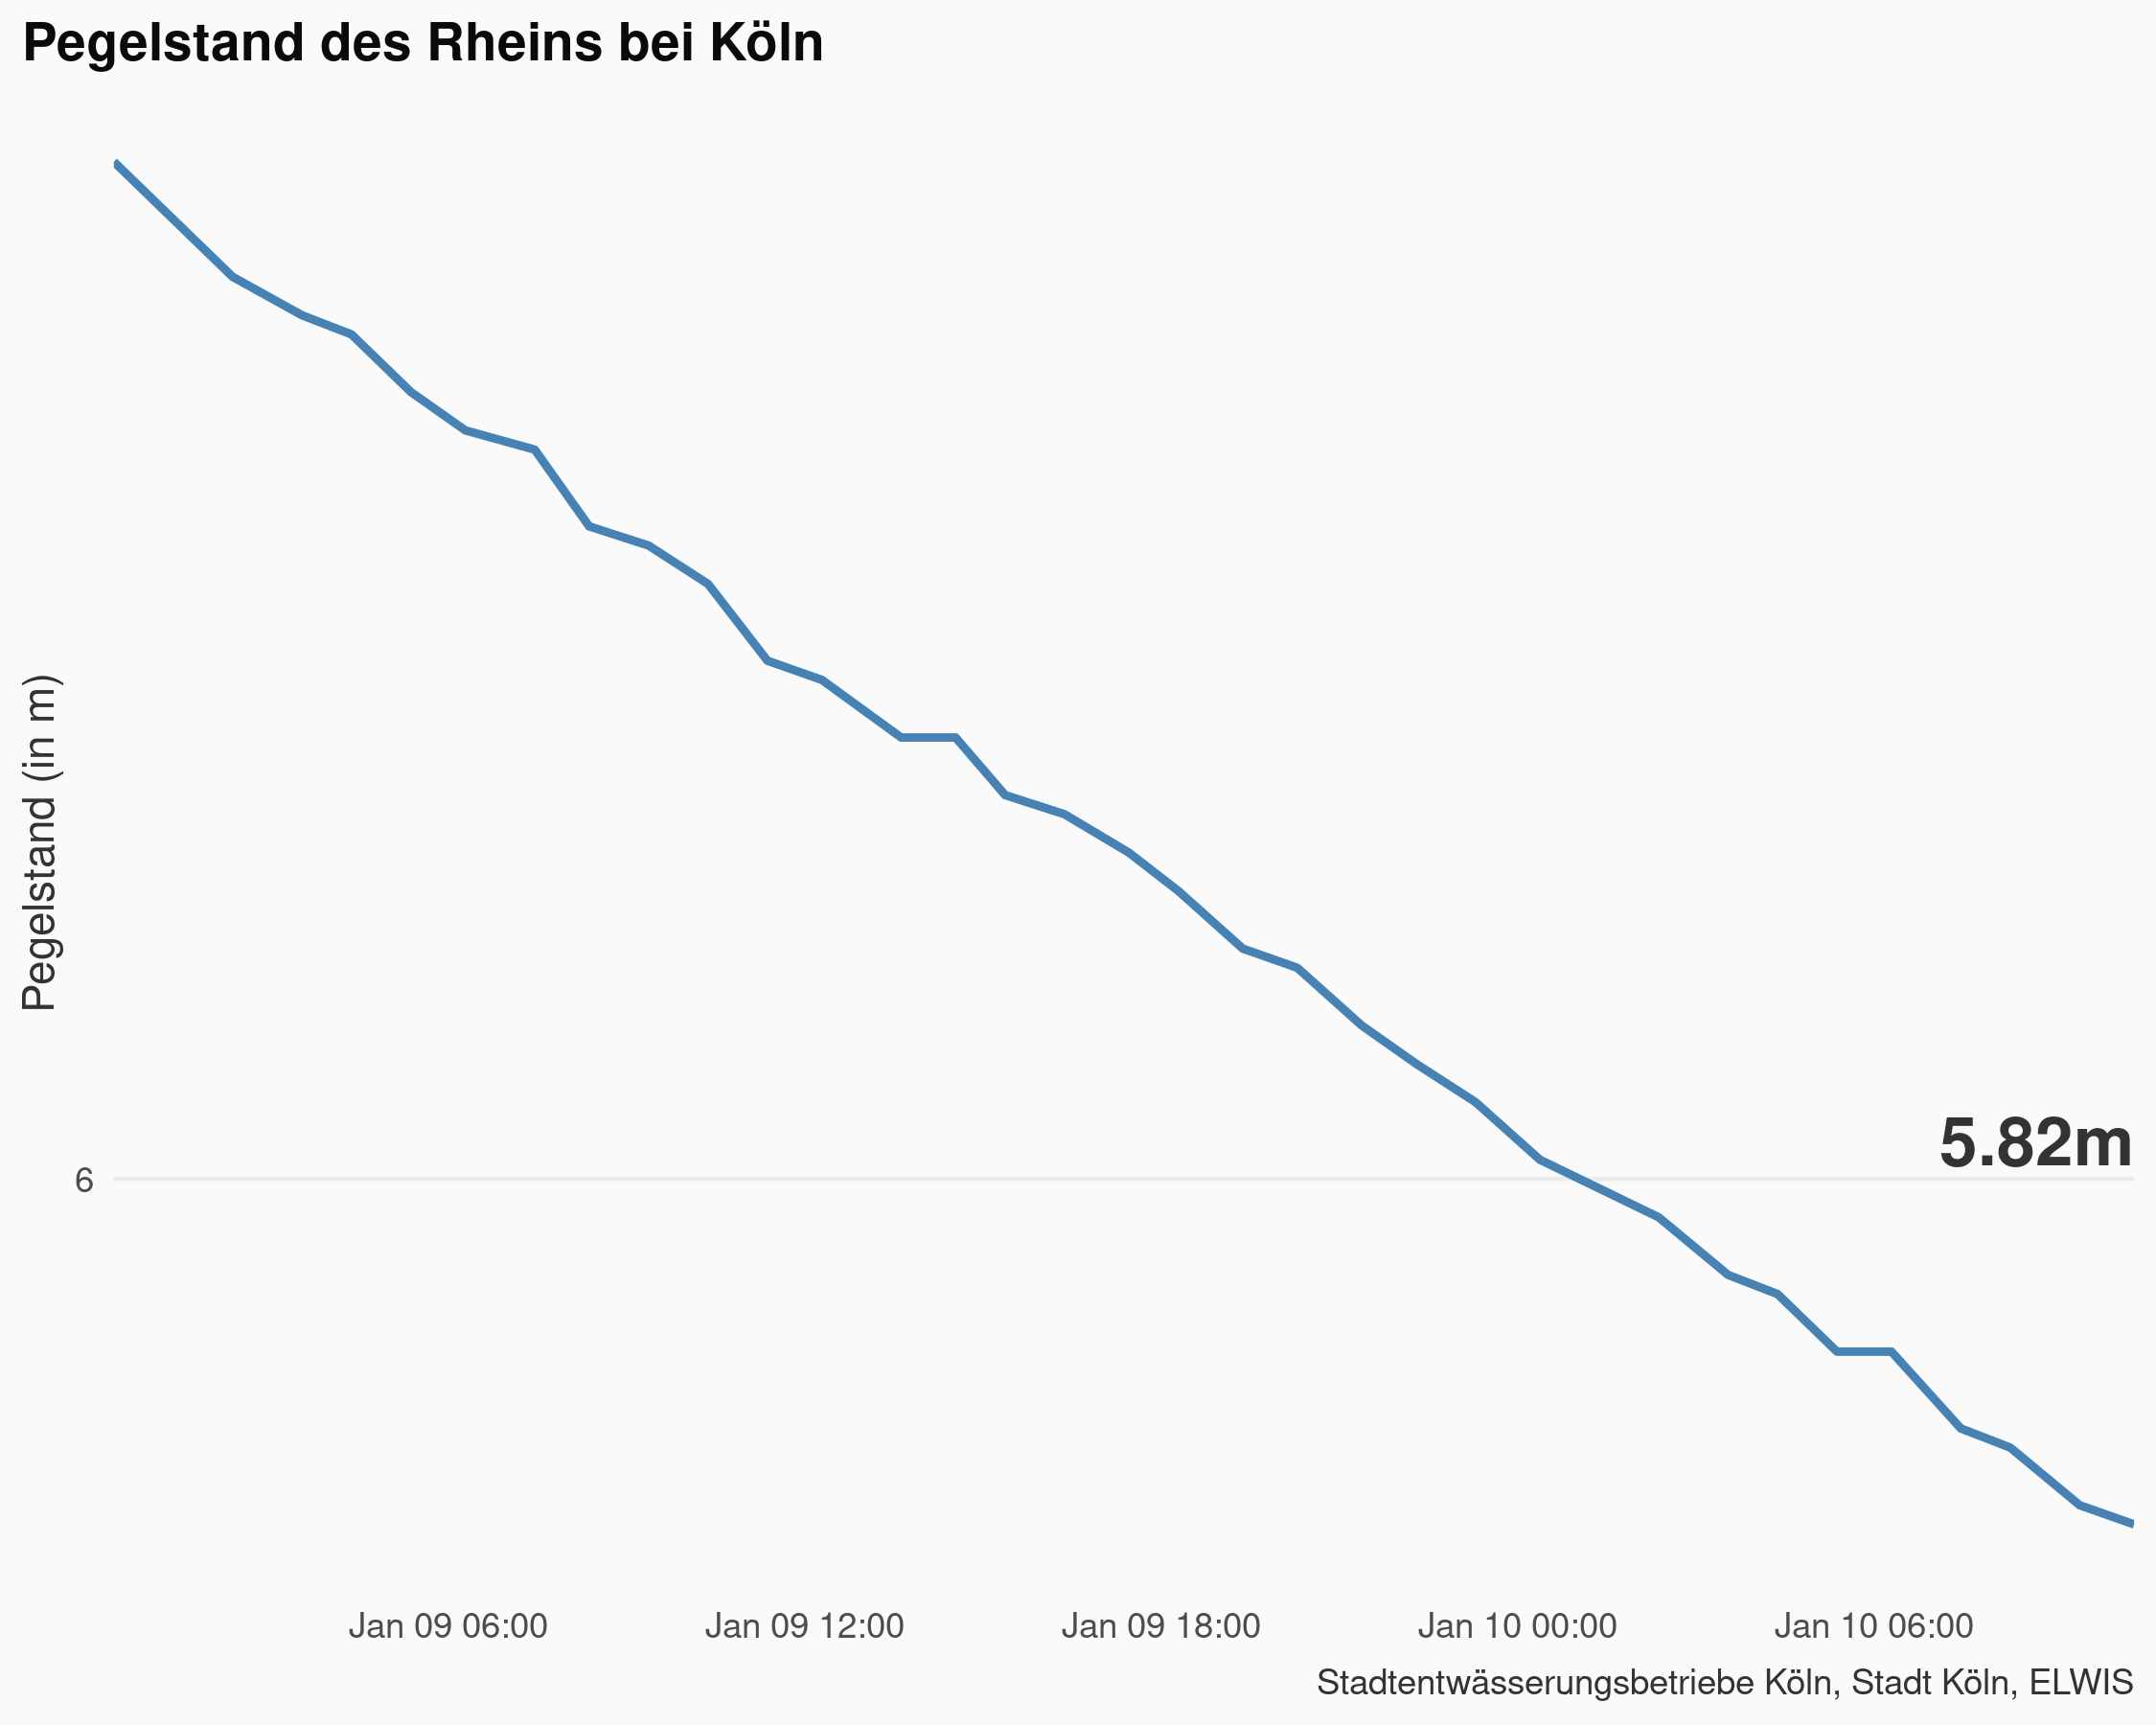 Pegelstand des Rheins bei Köln
Pegelstand (in m)
5.82m
6
Jan 09 06:00
Jan 09 12:00
Jan 09 18:00
Jan 10 00:00
Jan 10 06:00
Stadtentwässerungsbetriebe Köln, Stadt Köln, ELWIS